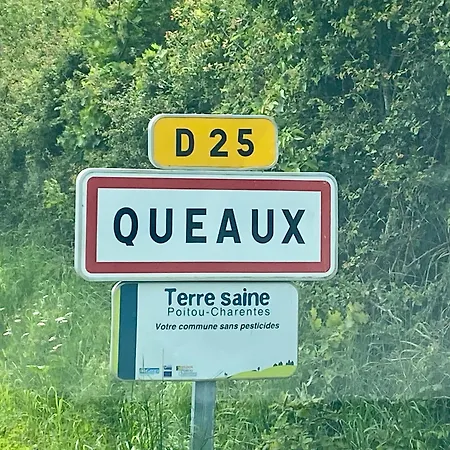 D 25
QUEAUX
Terre saine
Poitou-Charentes
Votre commune sans pesticides